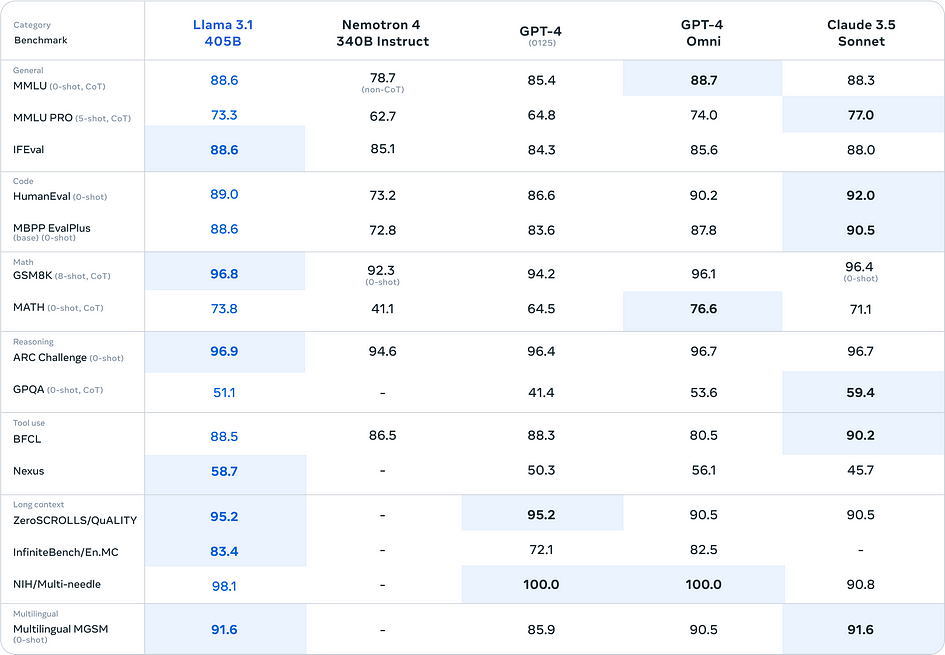 Category
Benchmark
Llama 3.1
405B
Nemotron 4
340B Instruct
GPT-4
(0125)
GPT-4
Omni
Claude 3.5
Sonnet
General
MMLU (0-shot, CoT) 88.6 78.7 (non-CoT) 85.4 88.7 88.3
MMLU PRO (5-shot, CoT) 73.3 62.7 64.8 74.0 77.0
IFEval 88.6 85.1 84.3 85.6 88.0
Code
HumanEval (0-shot) 89.0 73.2 86.6 90.2 92.0
MBPP EvalPlus
(base) (0-shot) 88.6 72.8 83.6 87.8 90.5
Math
GSM8K (8-shot, CoT) 96.8 92.3 (0-shot) 94.2 96.1 96.4 (0-shot)
MATH (0-shot, CoT) 73.8 41.1 64.5 76.6 71.1
Reasoning
ARC Challenge (0-shot) 96.9 94.6 96.4 96.7 96.7
GPQA (0-shot, CoT) 51.1 - 41.4 53.6 59.4
Tool use
BFCL 88.5 86.5 88.3 80.5 90.2
Nexus 58.7 - 50.3 56.1 45.7
Long context
ZeroSCROLLS/QuALITY 95.2 - 95.2 90.5 90.5
InfiniteBench/En.MC 83.4 - 72.1 82.5 -
NIH/Multi-needle 98.1 - 100.0 100.0 90.8
Multilingual
Multilingual MGSM
(0-shot) 91.6 - 85.9 90.5 91.6